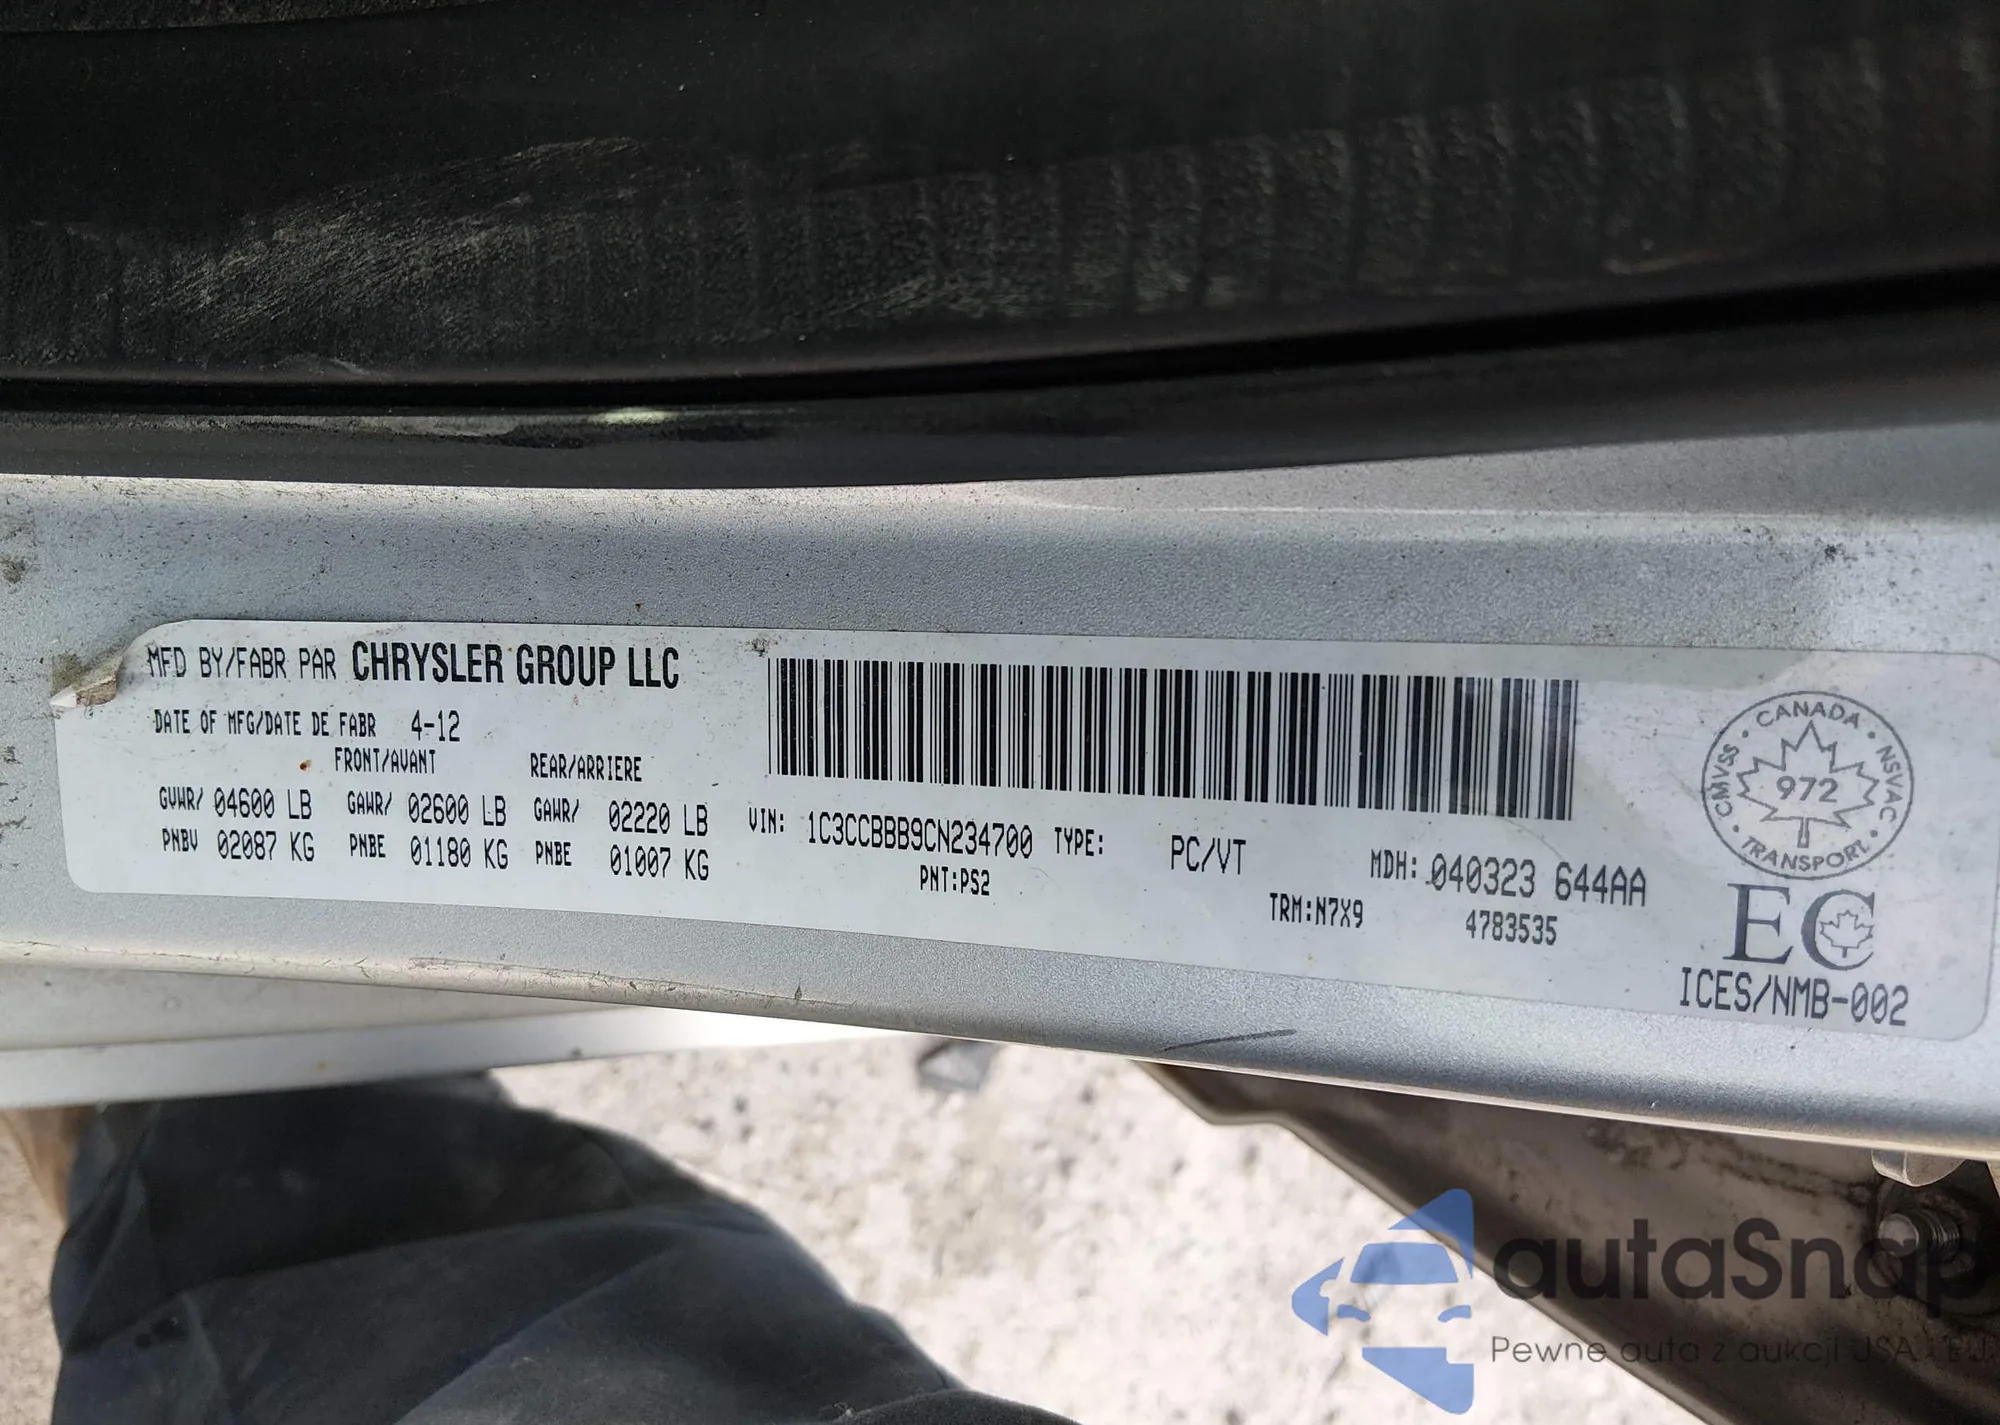 MFD BY/FABR PAR CHRYSLER GROUP LLC
DATE OF MFG/DATE DE FABR 4-12
FRONT/AVANT REAR/ARRIERE
GVWR/ 04600 LB GAWR/ 02600 LB GAWR/ 02220 LB
PNBV 02087 KG PNBE 01180 KG PNBE 01007 KG
VIN: 1C3CCBBB9CN234700 TYPE: PC/VT MDH: 040323 644AA
PNT:PS2 TRM:N7X9 4783535
CANADA
CMVSS • NSVAC
972
TRANSPORT
EC
ICES/NMB-002
autaSnap
Pewne auta z aukcji USA i EU